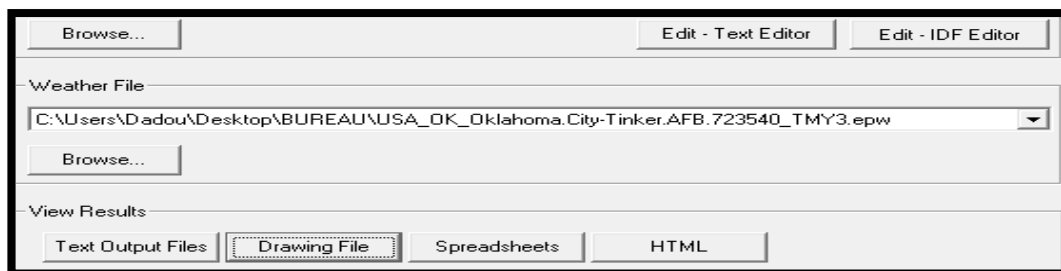 Browse... Edit - Text Editor Edit - IDF Editor
Weather File
C:\Users\Dadou\Desktop\BUREAU\USA_OK_Oklahoma.City-Tinker.AFB.723540_TMY3.epw
Browse...
View Results
Text Output Files Drawing File Spreadsheets HTML